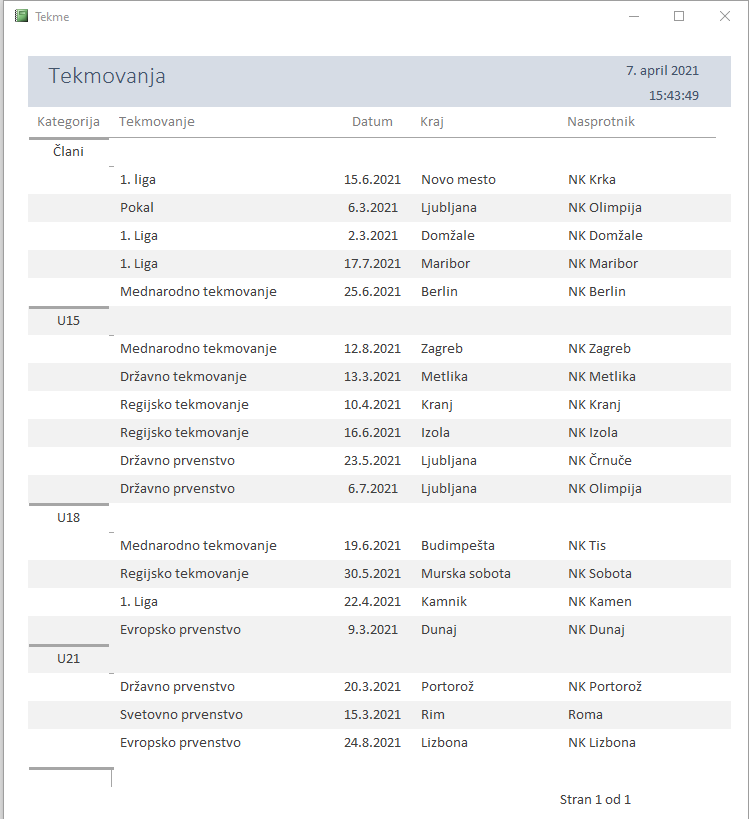 Tekme
Tekmovanja
7. april 2021
15:43:49
Kategorija Tekmovanje Datum Kraj Nasprotnik
Člani
1. liga 15.6.2021 Novo mesto NK Krka
Pokal 6.3.2021 Ljubljana NK Olimpija
1. Liga 2.3.2021 Domžale NK Domžale
1. Liga 17.7.2021 Maribor NK Maribor
Mednarodno tekmovanje 25.6.2021 Berlin NK Berlin
U15
Mednarodno tekmovanje 12.8.2021 Zagreb NK Zagreb
Državno tekmovanje 13.3.2021 Metlika NK Metlika
Regijsko tekmovanje 10.4.2021 Kranj NK Kranj
Regijsko tekmovanje 16.6.2021 Izola NK Izola
Državno prvenstvo 23.5.2021 Ljubljana NK Črnuče
Državno prvenstvo 6.7.2021 Ljubljana NK Olimpija
U18
Mednarodno tekmovanje 19.6.2021 Budimpešta NK Tis
Regijsko tekmovanje 30.5.2021 Murska sobota NK Sobota
1. Liga 22.4.2021 Kamnik NK Kamen
Evropsko prvenstvo 9.3.2021 Dunaj NK Dunaj
U21
Državno prvenstvo 20.3.2021 Portorož NK Portorož
Svetovno prvenstvo 15.3.2021 Rim Roma
Evropsko prvenstvo 24.8.2021 Lizbona NK Lizbona
Stran 1 od 1